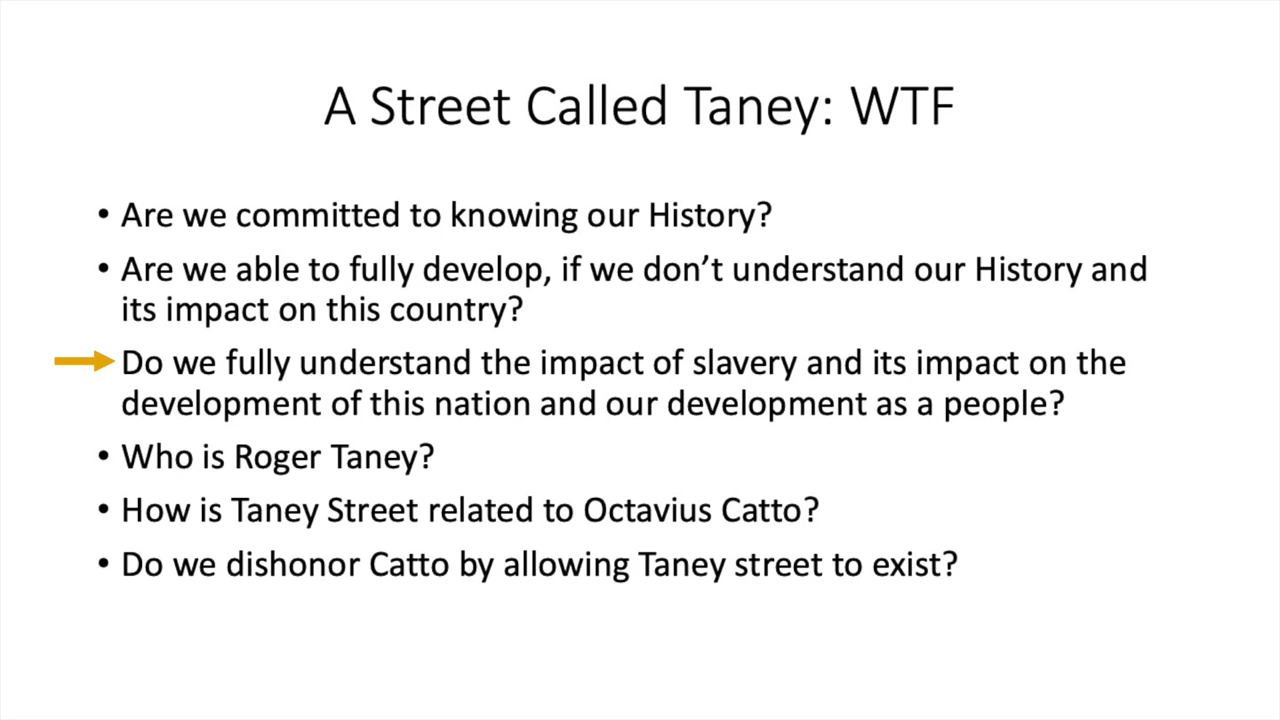 A Street Called Taney: WTF
• Are we committed to knowing our History?
• Are we able to fully develop, if we don’t understand our History and
its impact on this country?
Do we fully understand the impact of slavery and its impact on the
development of this nation and our development as a people?
• Who is Roger Taney?
• How is Taney Street related to Octavius Catto?
• Do we dishonor Catto by allowing Taney street to exist?